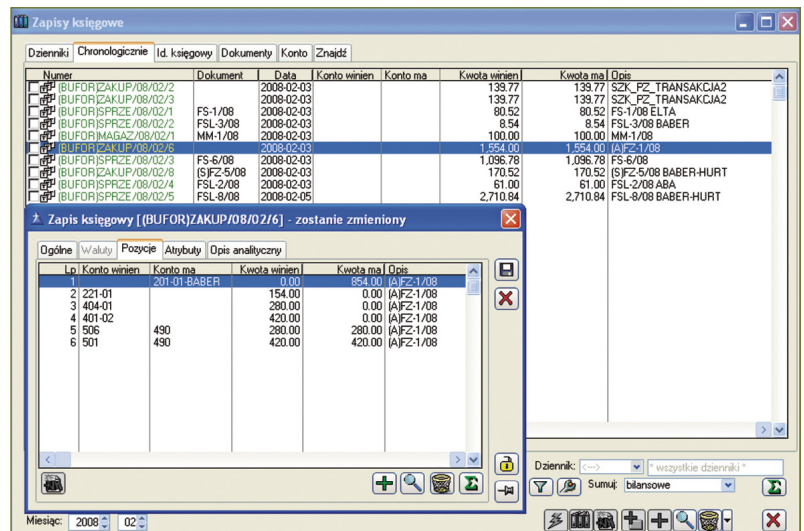 Zapisy księgowe
Dzienniki Chronologicznie Id. księgowy Dokumenty Konto Znajdź
Numer Dokument Data Konto winien Konto ma Kwota winien Kwota ma Opis
(BUFOR)ZAKUP/08/02/2 2008-02-03 139.77 139.77 SZK_PZ_TRANSAKCJA2
(BUFOR)ZAKUP/08/02/3 2008-02-03 139.77 139.77 SZK_PZ_TRANSAKCJA2
(BUFOR)SPRZE/08/02/1 FS-1/08 2008-02-03 80.52 80.52 FS-1/08 ELTA
(BUFOR)SPRZE/08/02/2 FSL-3/08 2008-02-03 8.54 8.54 FSL-3/08 BABER
(BUFOR)MAGAZ/08/02/1 MM-1/08 2008-02-03 100.00 100.00 MM-1/08
(BUFOR)ZAKUP/08/02/6 2008-02-03 1,554.00 1,554.00 (A)FZ-1/08
(BUFOR)SPRZE/08/02/3 FS-6/08 2008-02-03 1,096.78 1,096.78 FS-6/08
(BUFOR)ZAKUP/08/02/8 (S)FZ-5/08 2008-02-03 170.52 170.52 (S)FZ-5/08 BABER-HURT
(BUFOR)SPRZE/08/02/4 FSL-2/08 2008-02-03 61.00 61.00 FSL-2/08 ABA
(BUFOR)SPRZE/08/02/5 FSL-8/08 2008-02-05 2,710.84 2,710.84 FSL-8/08 BABER-HURT
Zapis księgowy [(BUFOR)ZAKUP/08/02/6] - zostanie zmieniony
Ogólne Waluty Pozycje Atrybuty Opis analityczny
Lp Konto winien Konto ma Kwota winien Kwota ma Opis
1 201-01-BABER 0.00 854.00 (A)FZ-1/08
2 221-01 154.00 0.00 (A)FZ-1/08
3 404-01 280.00 0.00 (A)FZ-1/08
4 401-02 420.00 0.00 (A)FZ-1/08
5 506 490 280.00 280.00 (A)FZ-1/08
6 501 490 420.00 420.00 (A)FZ-1/08
Dziennik: <---> * wszystkie dzienniki *
Sumuj: bilansowe
Miesiąc: 2008 02